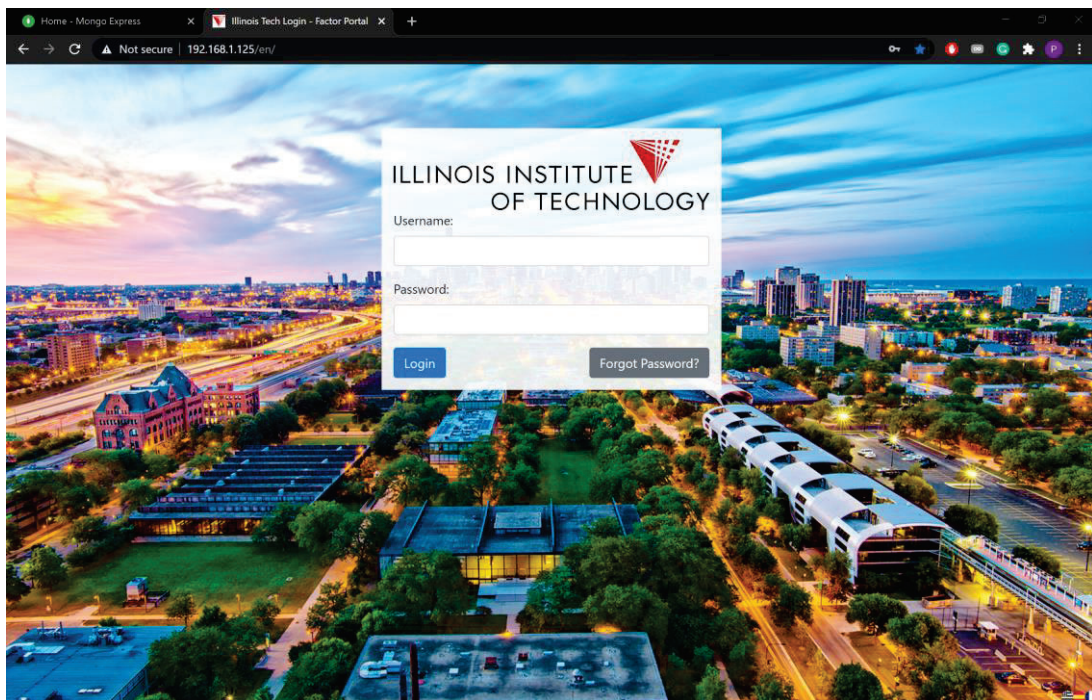 Home - Mongo Express
Illinois Tech Login - Factor Portal
Not secure | 192.168.1.125/en/
P
ILLINOIS INSTITUTE
OF TECHNOLOGY
Username:
Password:
Login
Forgot Password?